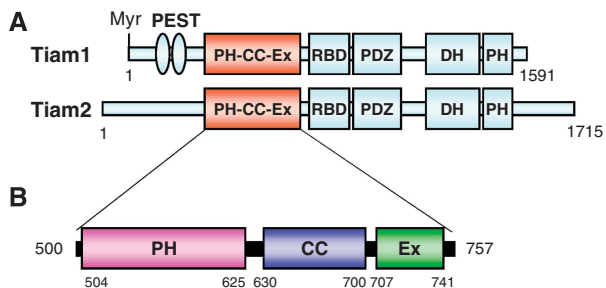 A
Myr PEST
Tiam1 PH-CC-Ex RBD PDZ DH PH
1 1591
Tiam2 PH-CC-Ex RBD PDZ DH PH
1 1715
B
500 PH CC Ex 757
504 625 630 700 707 741